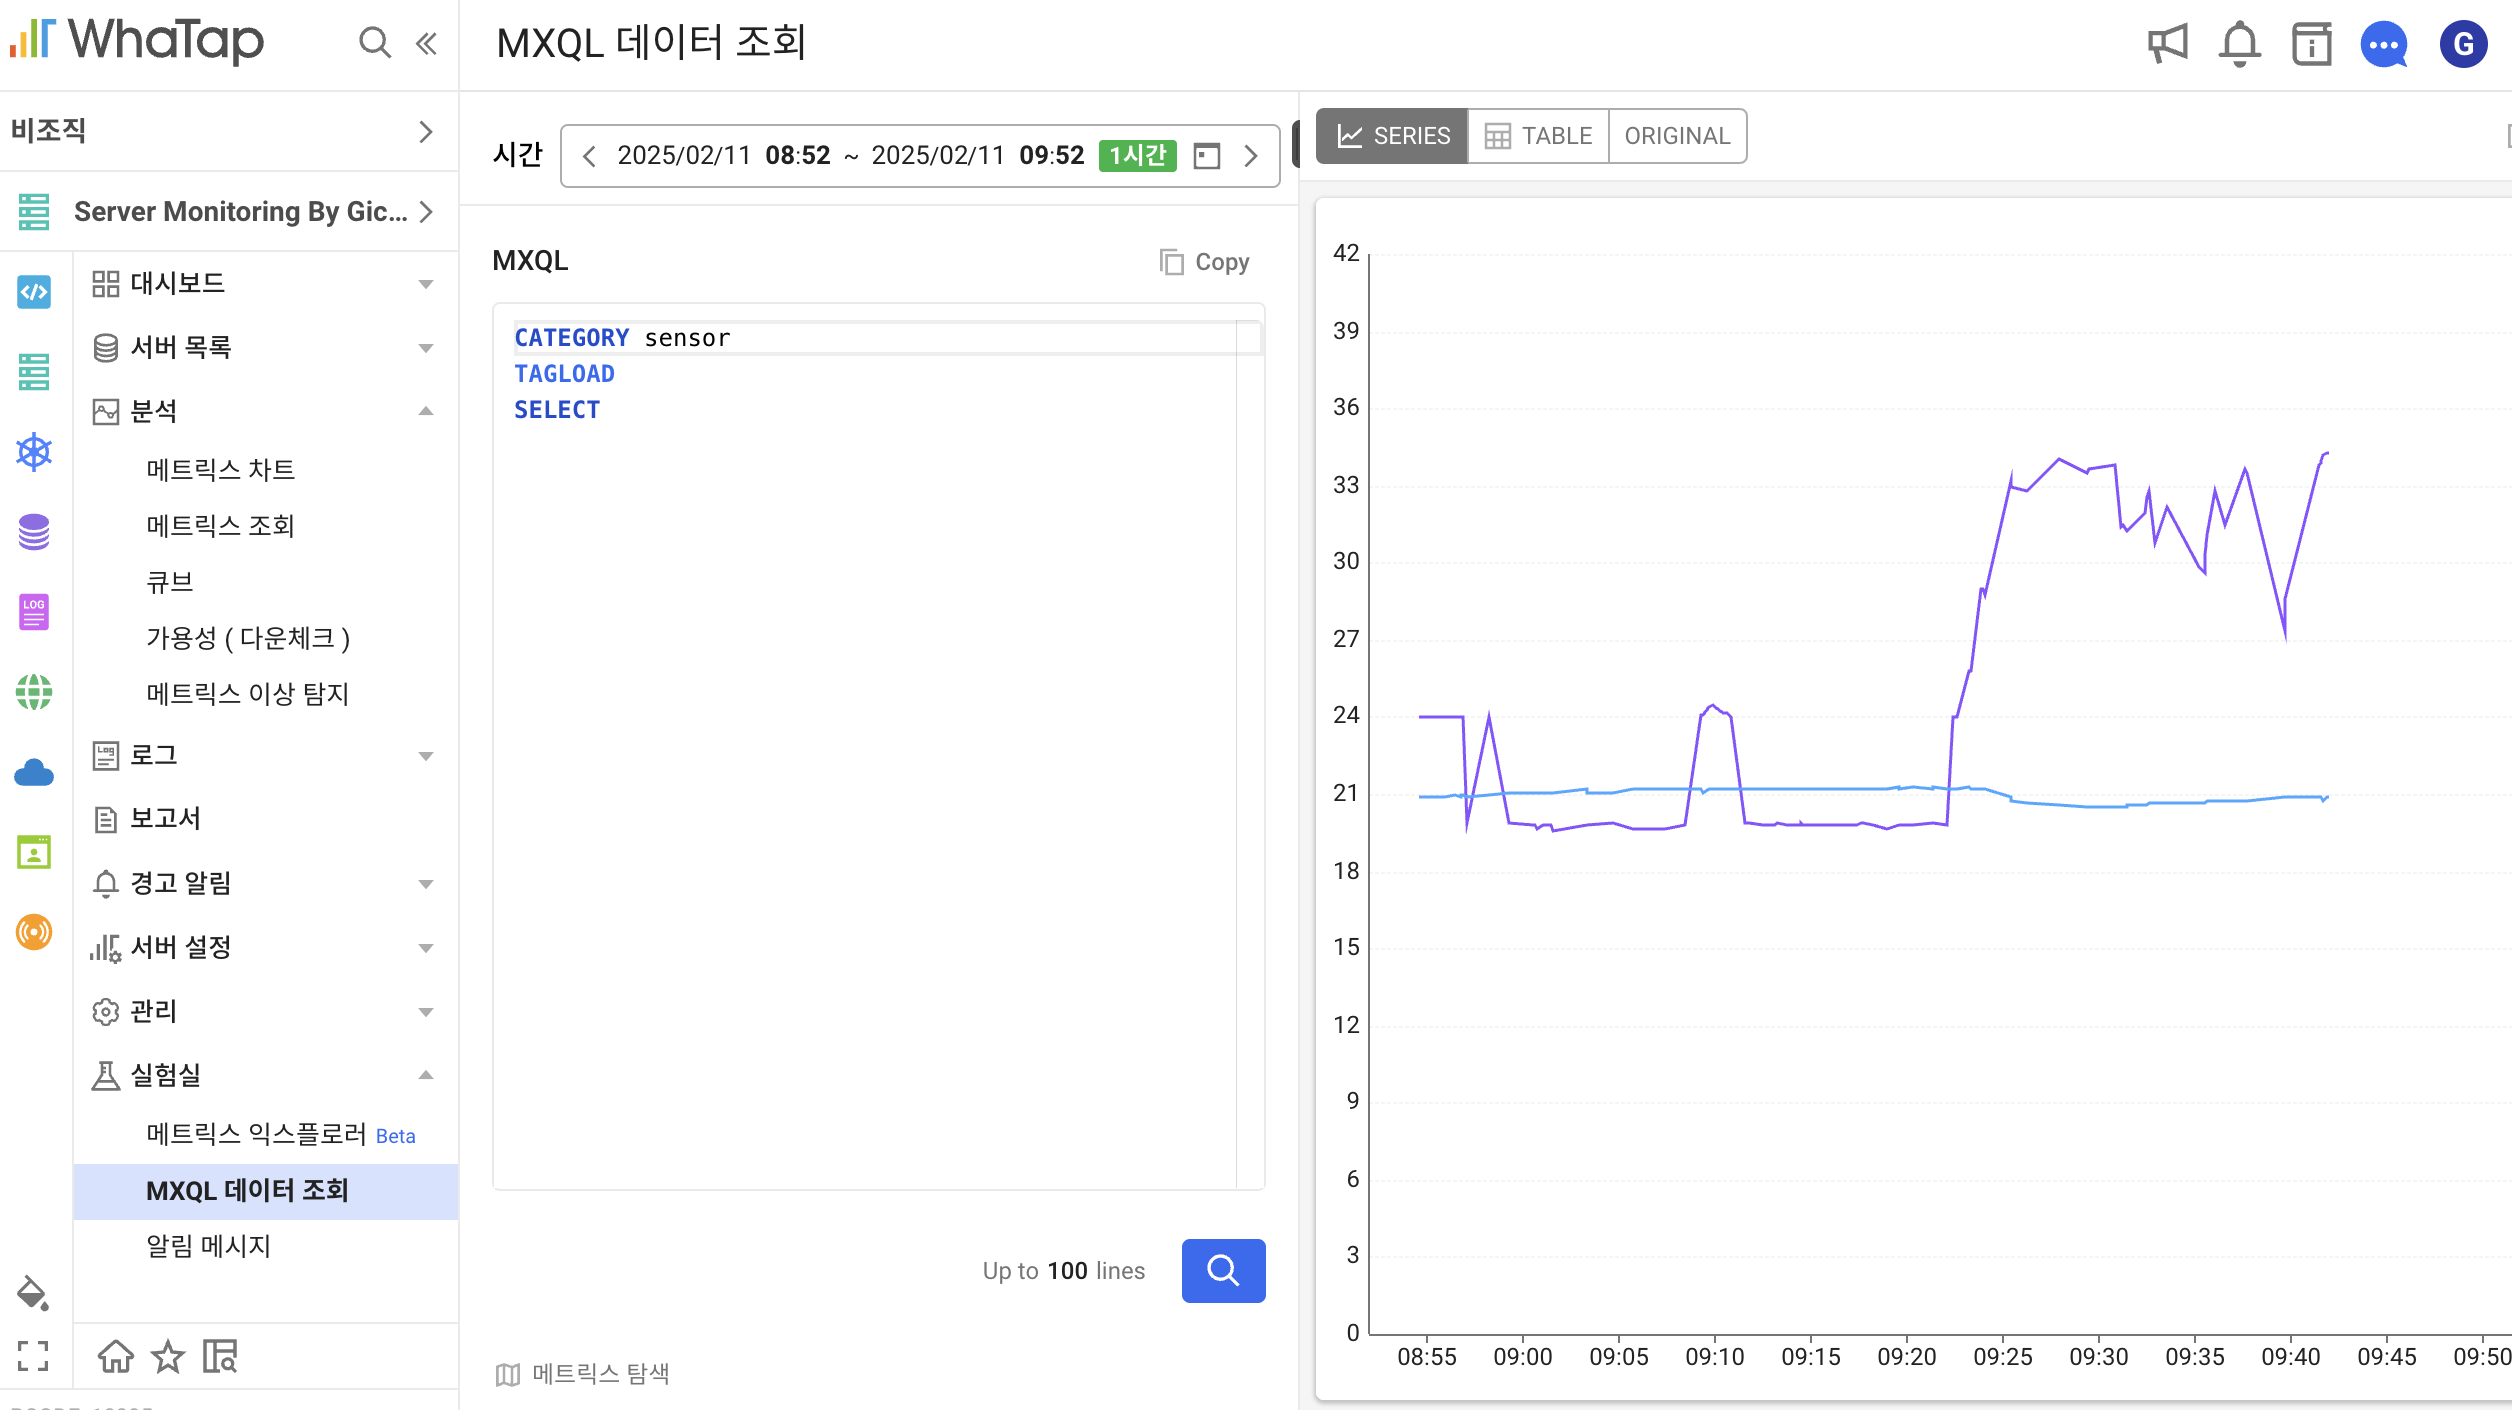 WhaTap
MXQL 데이터 조회
G
비조직
Server Monitoring By Gic...
대시보드
서버 목록
분석
메트릭스 차트
메트릭스 조회
큐브
가용성 ( 다운체크 )
메트릭스 이상 탐지
로그
보고서
경고 알림
서버 설정
관리
실험실
메트릭스 익스플로러 Beta
MXQL 데이터 조회
알림 메시지
LOG
Log
시간
2025/02/11 08:52 ~ 2025/02/11 09:52 1시간
MXQL
Copy
CATEGORY sensor
TAGLOAD
SELECT
Up to 100 lines
메트릭스 탐색
SERIES
TABLE
ORIGINAL
42
39
36
33
30
27
24
21
18
15
12
9
6
3
0
08:55 09:00 09:05 09:10 09:15 09:20 09:25 09:30 09:35 09:40 09:45 09:50